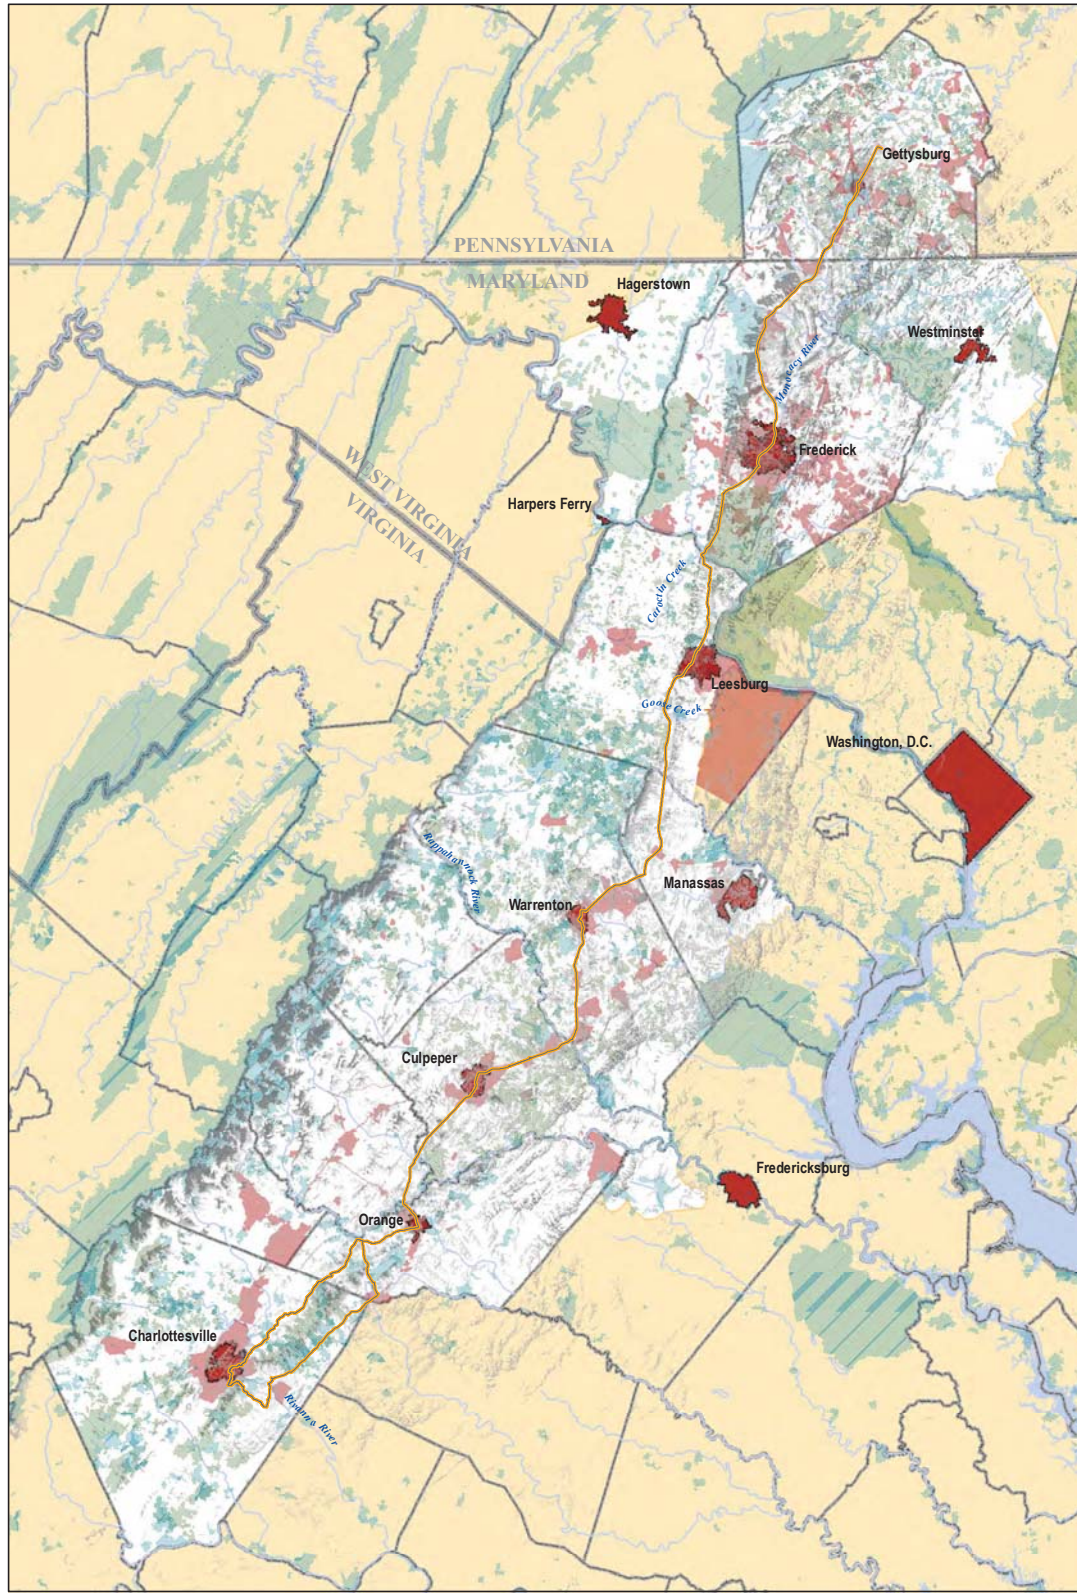 Gettysburg
PENNSYLVANIA
MARYLAND
Hagerstown
Westminster
Monocacy River
Frederick
WEST VIRGINIA
VIRGINIA
Harpers Ferry
Catoctin Creek
Leesburg
Goose Creek
Washington, D.C.
Rappahannock River
Manassas
Warrenton
Culpeper
Fredericksburg
Orange
Charlottesville
Rivanna River